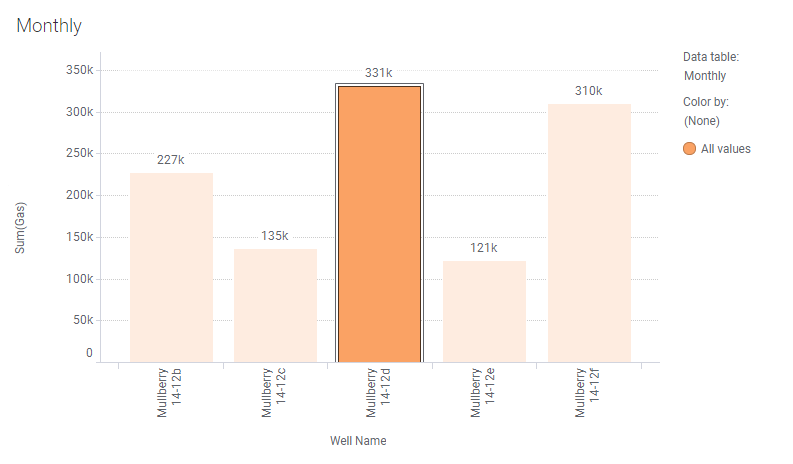 Monthly
Data table:
Monthly
Color by:
(None)
All values
Sum(Gas)
350k
300k
250k
200k
150k
100k
50k
0
227k
135k
331k
121k
310k
Mullberry
14-12b
Mullberry
14-12c
Mullberry
14-12d
Mullberry
14-12e
Mullberry
14-12f
Well Name